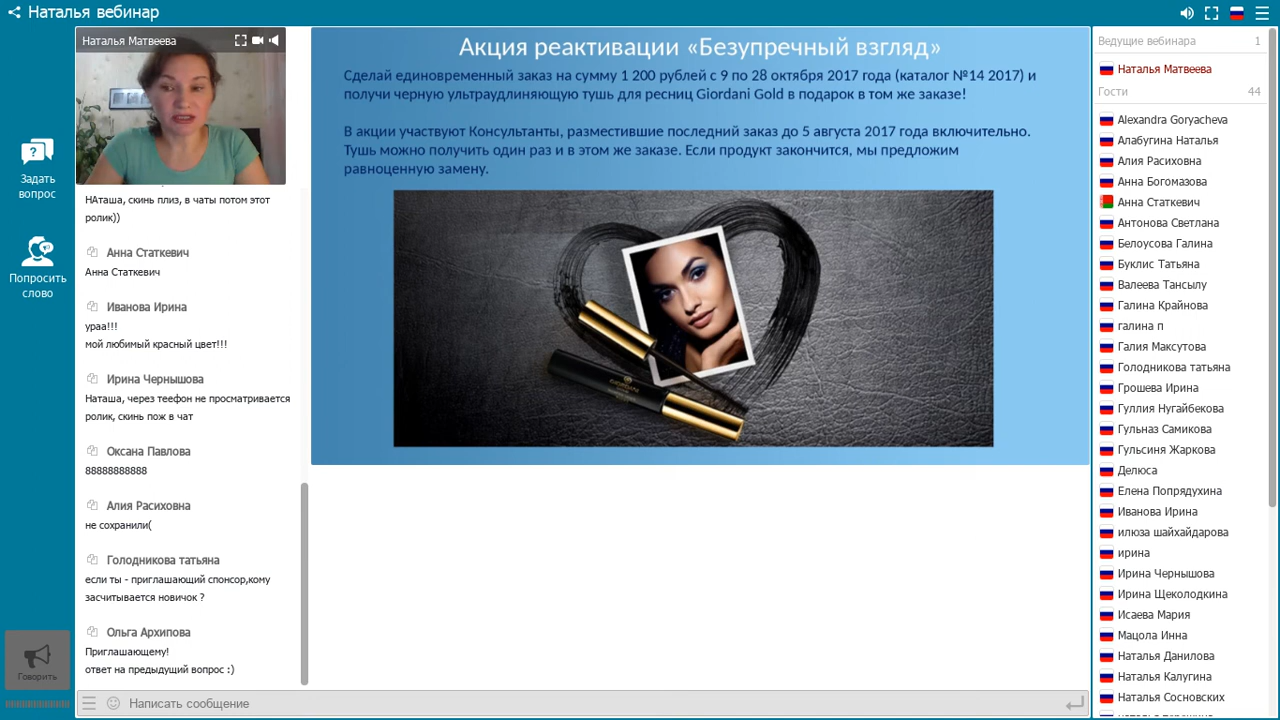 Наталья вебинар
Наталья Матвеева
Задать
вопрос
Попросить
слово
Говорить
НАташа, скинь плиз, в чаты потом этот
ролик))
Анна Статкевич
Анна Статкевич
Иванова Ирина
ураа!!!
мой любимый красный цвет!!!
Ирина Чернышова
Наташа, через теефон не просматривается
ролик, скинь пож в чат
Оксана Павлова
88888888888
Алия Расиховна
не сохранили(
Голодникова татьяна
если ты - приглашающий спонсор,кому
засчитывается новичок ?
Ольга Архипова
Приглашающему!
ответ на предыдущий вопрос :)
Написать сообщение
Акция реактивации «Безупречный взгляд»
Сделай единовременный заказ на сумму 1 200 рублей с 9 по 28 октября 2017 года (каталог №14 2017) и
получи черную ультраудлиняющую тушь для ресниц Giordani Gold в подарок в том же заказе!
В акции участвуют Консультанты, разместившие последний заказ до 5 августа 2017 года включительно.
Тушь можно получить один раз и в этом же заказе. Если продукт закончится, мы предложим
равноценную замену.
Ведущие вебинара 1
Наталья Матвеева
Гости 44
Alexandra Goryacheva
Алабугина Наталья
Алия Расиховна
Анна Богомазова
Анна Статкевич
Антонова Светлана
Белоусова Галина
Буклис Татьяна
Валеева Тансылу
Галина Крайнова
галина п
Галия Максутова
Голодникова татьяна
Грошева Ирина
Гуллия Нугайбекова
Гульназ Самикова
Гульсиня Жаркова
Делюса
Елена Попрядухина
Иванова Ирина
илюза шайхайдарова
ирина
Ирина Чернышова
Ирина Щеколодкина
Исаева Мария
Мацола Инна
Наталья Данилова
Наталья Калугина
Наталья Сосновских